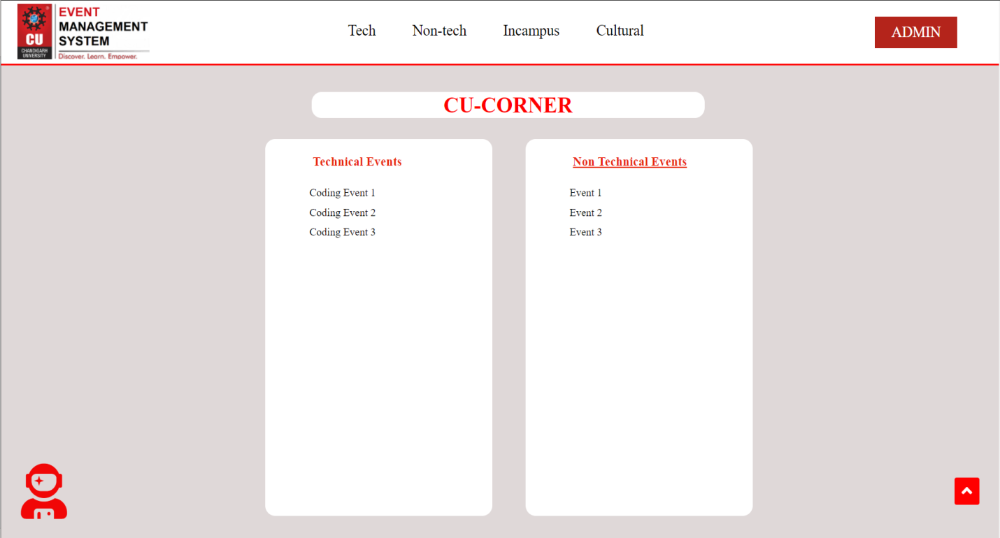 EVENT
MANAGEMENT
SYSTEM
CU
CHANDIGARH
UNIVERSITY
Discover. Learn. Empower.
Tech Non-tech Incampus Cultural
ADMIN
CU-CORNER
Technical Events
Coding Event 1
Coding Event 2
Coding Event 3
Non Technical Events
Event 1
Event 2
Event 3